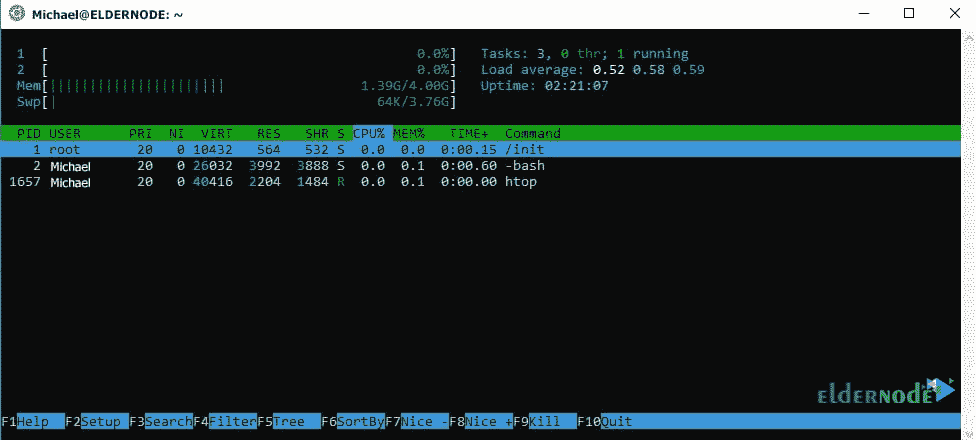 Michael@ELDERNODE: ~
1 [ 0.0%] Tasks: 3, 0 thr; 1 running
2 [ 0.0%] Load average: 0.52 0.58 0.59
Mem[|||||||||||||||||||||| 1.39G/4.00G] Uptime: 02:21:07
Swp[| 64K/3.76G]
PID USER PRI NI VIRT RES SHR S CPU% MEM% TIME+ Command
1 root 20 0 10432 564 532 S 0.0 0.0 0:00.15 /init
2 Michael 20 0 26032 3992 3888 S 0.0 0.1 0:00.60 -bash
1657 Michael 20 0 40416 2204 1484 R 0.0 0.1 0:00.00 htop
ELDERNODE
F1Help F2Setup F3SearchF4FilterF5Tree F6SortByF7Nice -F8Nice +F9Kill F10Quit